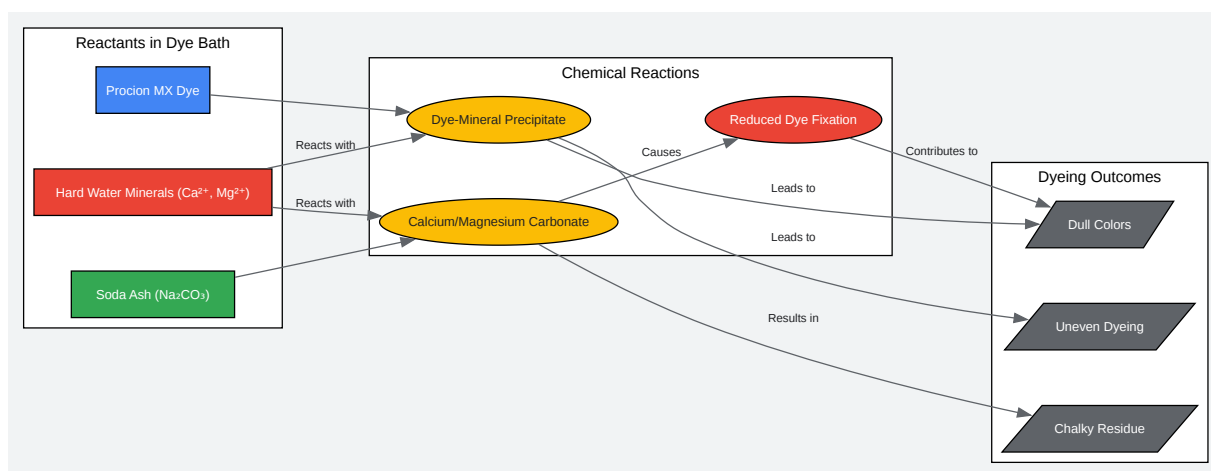 Reactants in Dye Bath
Procion MX Dye
Hard Water Minerals (Ca²⁺, Mg²⁺)
Soda Ash (Na₂CO₃)
Reacts with
Reacts with
Chemical Reactions
Dye-Mineral Precipitate
Reduced Dye Fixation
Calcium/Magnesium Carbonate
Causes
Contributes to
Leads to
Leads to
Results in
Dyeing Outcomes
Dull Colors
Uneven Dyeing
Chalky Residue